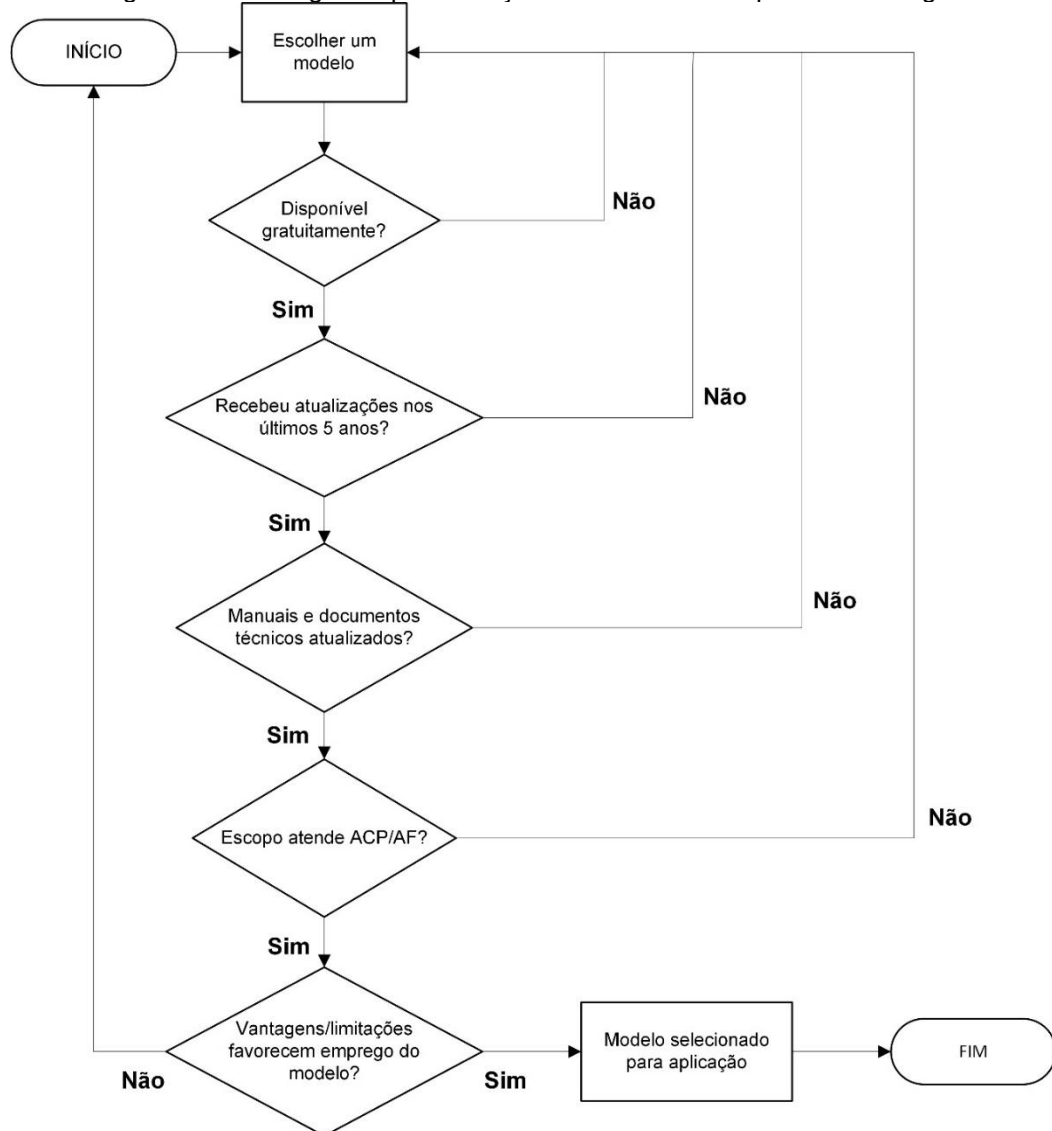 INÍCIO
Escolher um
modelo
Não
Disponível
gratuitamente?
Sim
Não
Recebeu atualizações nos
últimos 5 anos?
Sim
Não
Manuais e documentos
técnicos atualizados?
Sim
Não
Escopo atende ACP/AF?
Sim
Vantagens/limitações
favorecem emprego do
modelo?
Não
Sim
Modelo selecionado
para aplicação
FIM